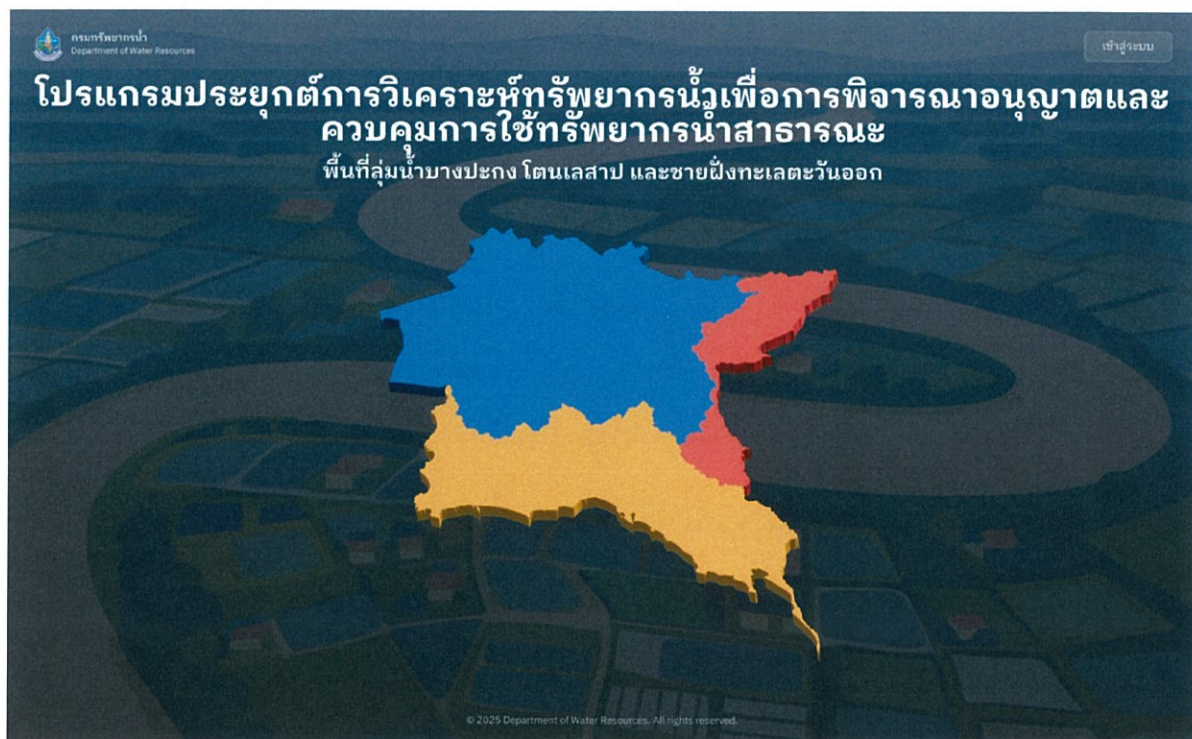 กรมทรัพยากรน้ำ
Department of Water Resources
เข้าสู่ระบบ
โปรแกรมประยุกต์การวิเคราะห์ทรัพยากรน้ำเพื่อการพิจารณาอนุญาตและ
ควบคุมการใช้ทรัพยากรน้ำสาธารณะ
พื้นที่ลุ่มน้ำบางปะกง โตนเลสาป และชายฝั่งทะเลตะวันออก
© 2025 Department of Water Resources. All rights reserved.